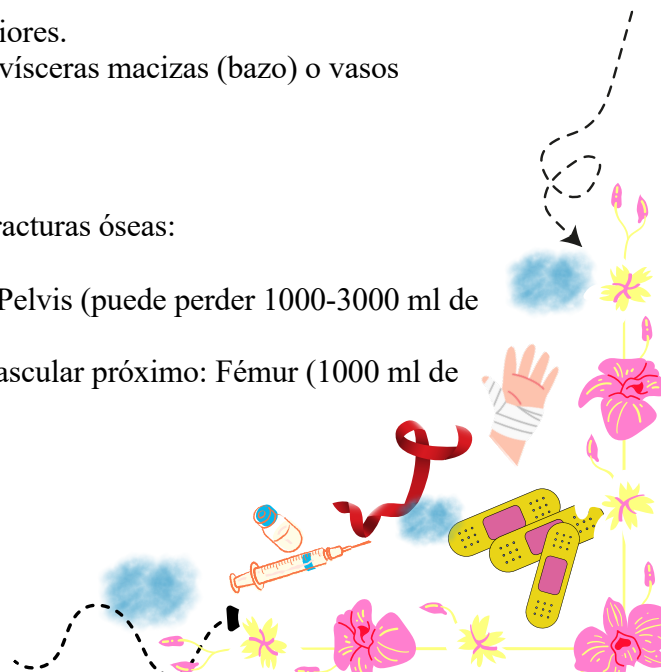 iores.
vísceras macizas (bazo) o vasos
racturas óseas:
Pelvis (puede perder 1000-3000 ml de
ascular próximo: Fémur (1000 ml de